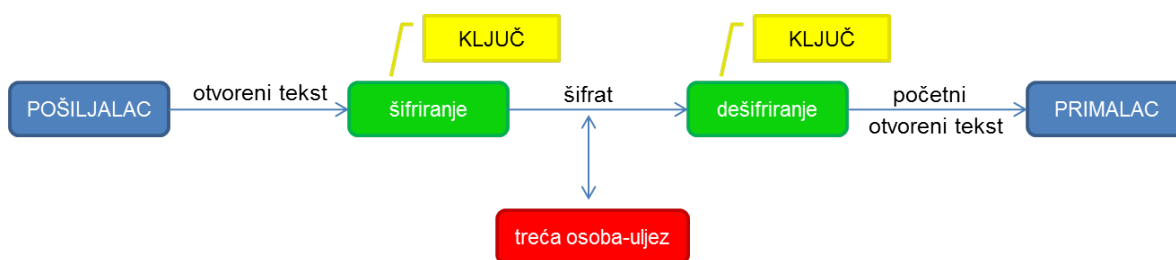 KLJUČ
KLJUČ
POŠILJALAC
otvoreni tekst
šifriranje
šifrat
dešifriranje
početni
otvoreni tekst
PRIMALAC
treća osoba-uljez